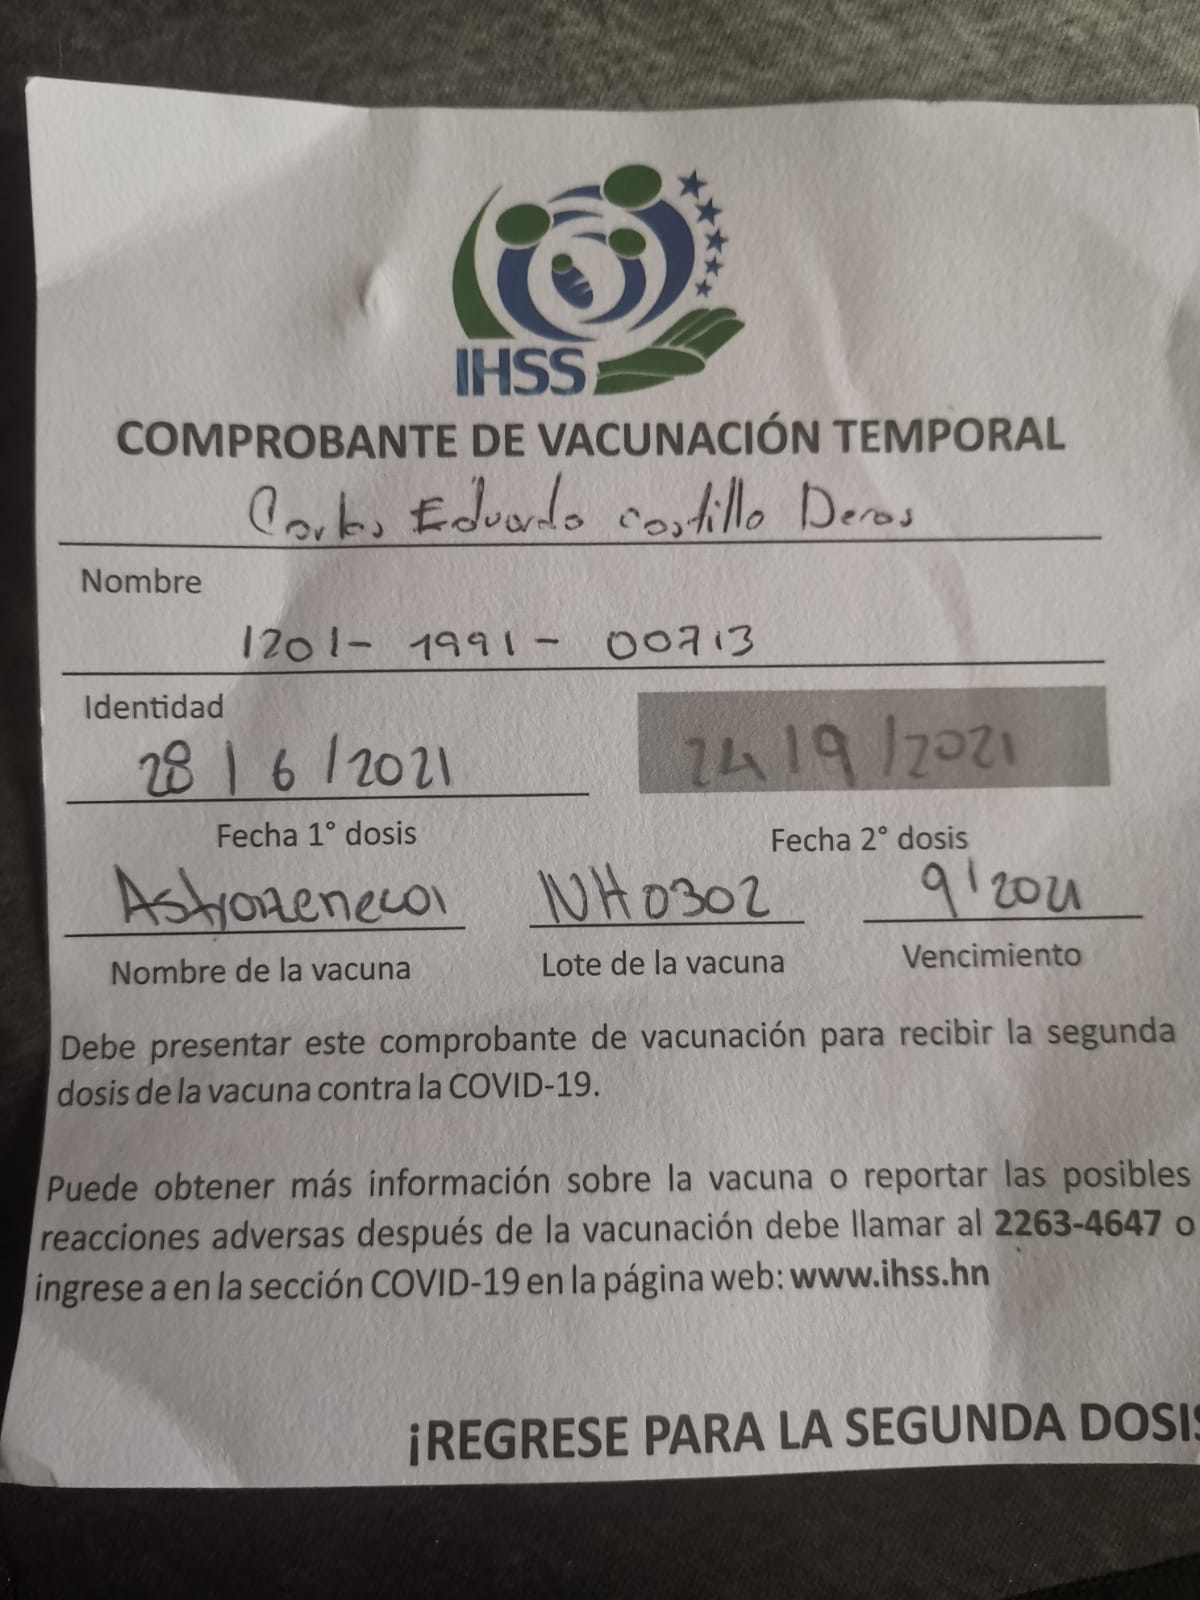 IHSS
COMPROBANTE DE VACUNACIÓN TEMPORAL
Carlos Eduardo Castillo Deras
Nombre
1201- 1991- 00713
Identidad
28 / 6 / 2021 24 / 9 / 2021
Fecha 1° dosis Fecha 2° dosis
Astrazeneca NH0302 9/2021
Nombre de la vacuna Lote de la vacuna Vencimiento
Debe presentar este comprobante de vacunación para recibir la segunda
dosis de la vacuna contra la COVID-19.
Puede obtener más información sobre la vacuna o reportar las posibles
reacciones adversas después de la vacunación debe llamar al 2263-4647 o
ingrese a en la sección COVID-19 en la página web: www.ihss.hn
¡REGRESE PARA LA SEGUNDA DOSIS